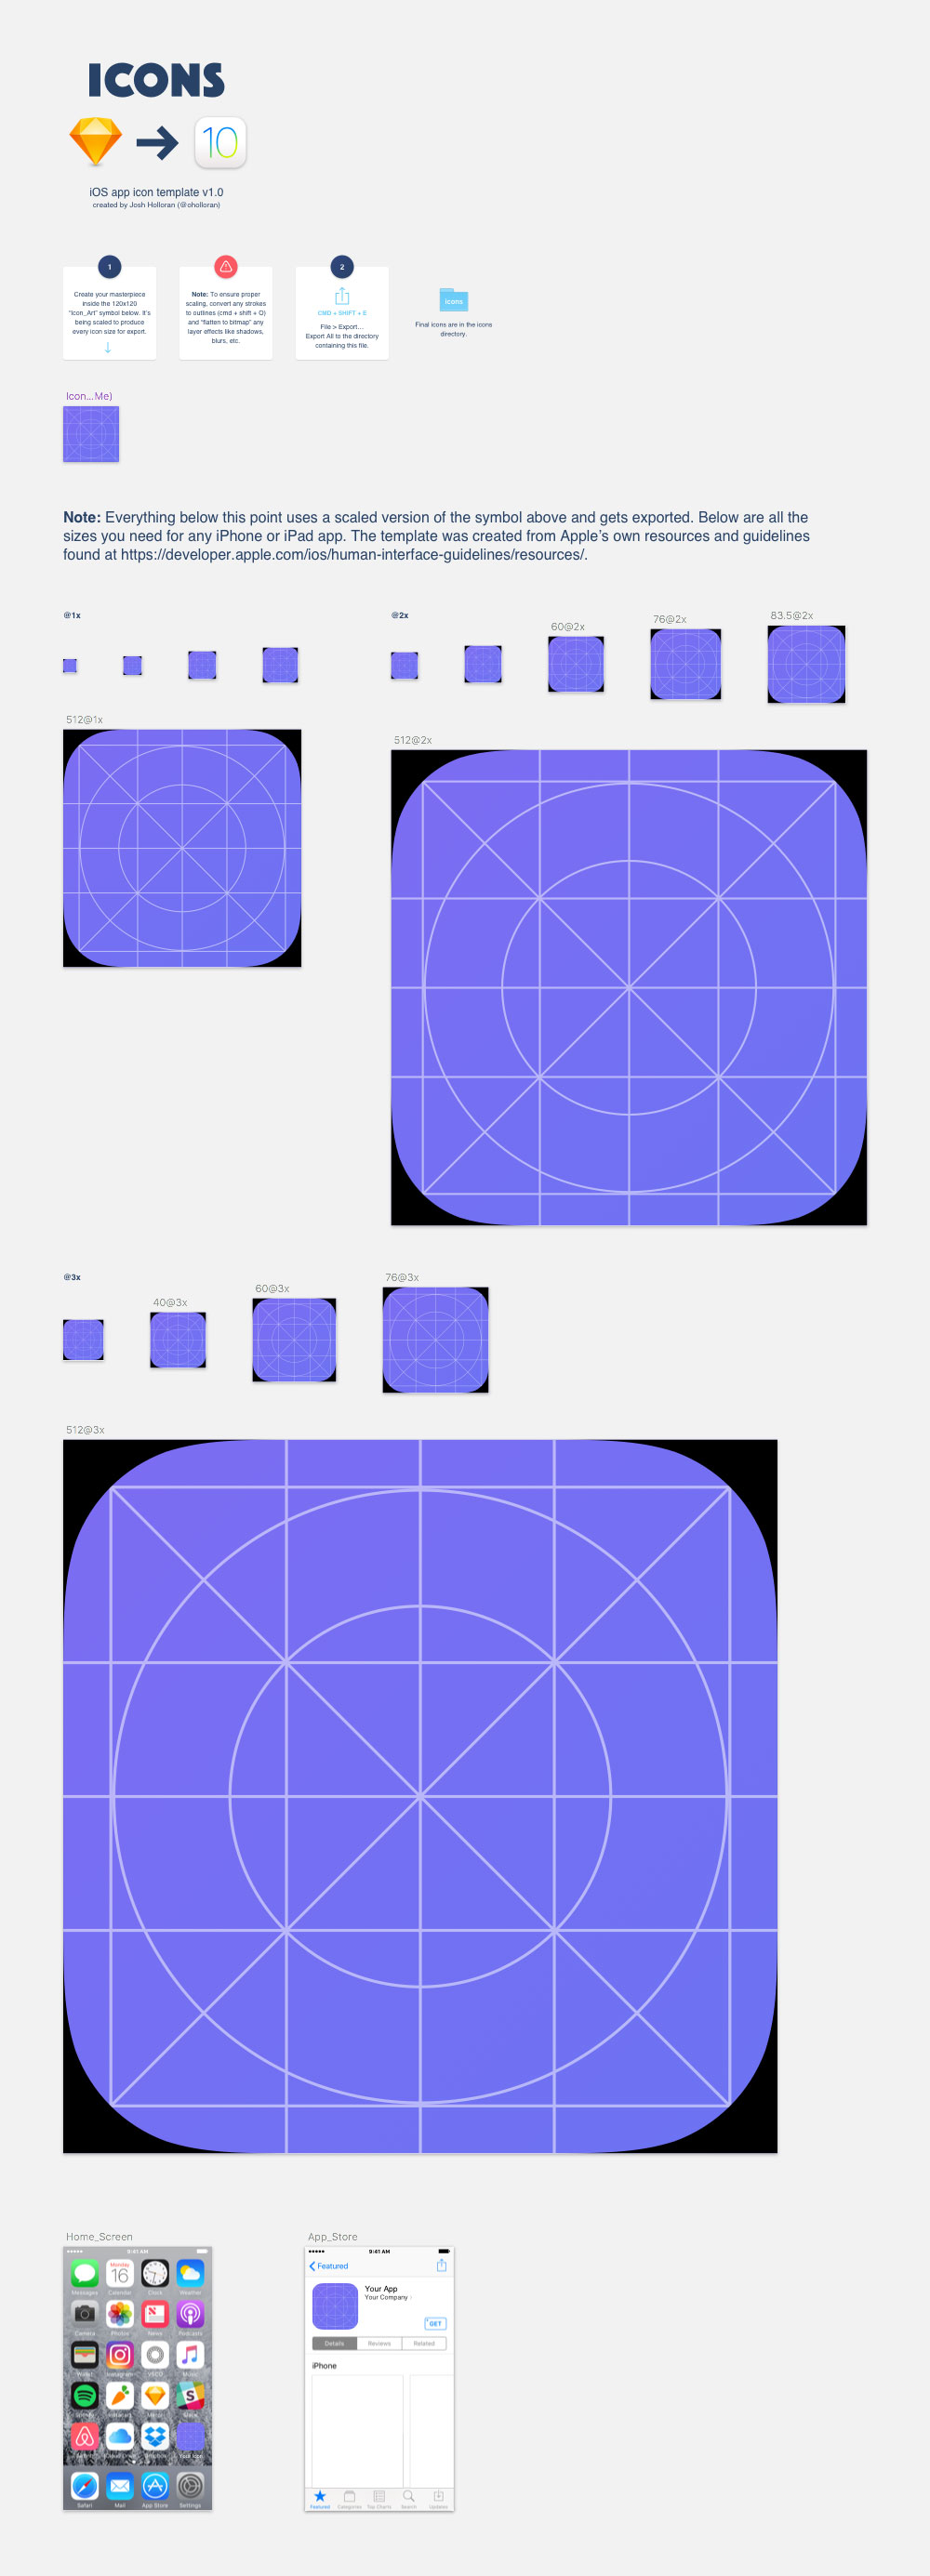 ICONS
10
iOS app icon template v1.0
created by Josh Holloran (@oholloran)
1
Create your masterpiece
inside the 120x120
"Icon_Art" symbol below. It's
being scaled to produce
every icon size for export.
Note: To ensure proper
scaling, convert any strokes
to outlines (cmd + shift + O)
and "flatten to bitmap" any
layer effects like shadows,
blurs, etc.
2
CMD + SHIFT + E
File > Export...
Export All to the directory
containing this file.
icons
Final icons are in the icons
directory.
Icon...Me)
Note: Everything below this point uses a scaled version of the symbol above and gets exported. Below are all the
sizes you need for any iPhone or iPad app. The template was created from Apple's own resources and guidelines
found at https://developer.apple.com/ios/human-interface-guidelines/resources/.
@1x
512@1x
@2x
60@2x
76@2x
83.5@2x
512@2x
@3x
40@3x
60@3x
76@3x
512@3x
Home_Screen
9:41 AM
Monday
16
Messages Calendar Clock Weather
Camera Photos News Podcasts
Wallet Instagram VSCO Music
Your Icon
Safari Mail App Store Settings
App_Store
9:41 AM
Featured
Your App
Your Company
GET
Details Reviews Related
iPhone
Featured Categories Top Charts Search Updates